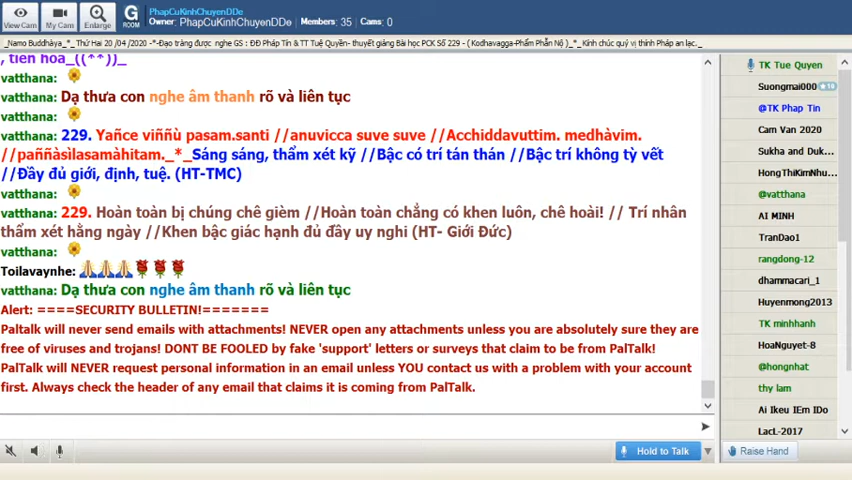 View Cam
My Cam
Enlarge
G
ROOM
PhapCuKinhChuyenDDe
Owner: PhapCuKinhChuyenDDe   Members: 35   Cams: 0
_Namo Buddhàya_*_ Thứ Hai 20 /04 /2020 -*-Đạo tràng được nghe GS : ĐĐ Pháp Tín & TT Tuệ Quyền- thuyết giảng Bài học PCK Số 229 - ( Kodhavagga-Phẩm Phẫn Nộ )_*_ Kính chúc quý vị thính Pháp an lạc._
, tiến hóa_((**))_
vatthana:
vatthana: Dạ thưa con nghe âm thanh rõ và liên tục
vatthana:
vatthana: 229. Yañce viññù pasam.santi //anuvicca suve suve //Acchiddavuttim. medhàvim.
//paññàsìlasamàhitam._*_Sáng sáng, thẩm xét kỹ //Bậc có trí tán thán //Bậc trí không tỳ vết
//Đầy đủ giới, định, tuệ. (HT-TMC)
vatthana:
vatthana: 229. Hoàn toàn bị chúng chê gièm //Hoàn toàn chẳng có khen luôn, chê hoài! // Trí nhân
thẩm xét hằng ngày //Khen bậc giác hạnh đủ đầy uy nghi (HT- Giới Đức)
vatthana:
Toilavaynhe:
vatthana: Dạ thưa con nghe âm thanh rõ và liên tục
Alert: ====SECURITY BULLETIN!=======
Paltalk will never send emails with attachments! NEVER open any attachments unless you are absolutely sure they are
free of viruses and trojans! DONT BE FOOLED by fake 'support' letters or surveys that claim to be from PalTalk!
PalTalk will NEVER request personal information in an email unless YOU contact us with a problem with your account
first. Always check the header of any email that claims it is coming from PalTalk.
Hold to Talk
TK Tue Quyen
Suongmai000 10
@TK Phap Tin
Cam Van 2020
Sukha and Duk...
HongThiKimNhu...
@vatthana
AI MINH
TranDao1
rangdong-12
dhammacari_1
Huyenmong2013
TK minhhanh
HoaNguyet-8
@hongnhat
thy lam
Ai Ikeu IEm IDo
LacL-2017
Raise Hand